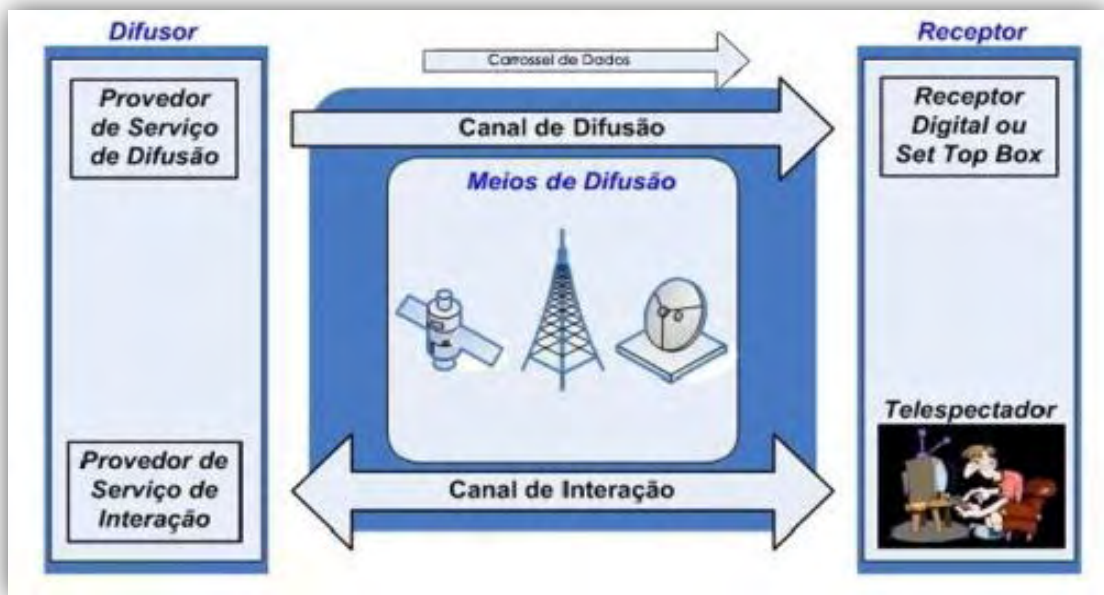 Difusor
Provedor
de Serviço
de Difusão
Provedor de
Serviço de
Interação
Carrossel de Dados
Canal de Difusão
Meios de Difusão
Canal de Interação
Receptor
Receptor
Digital ou
Set Top Box
Telespectador